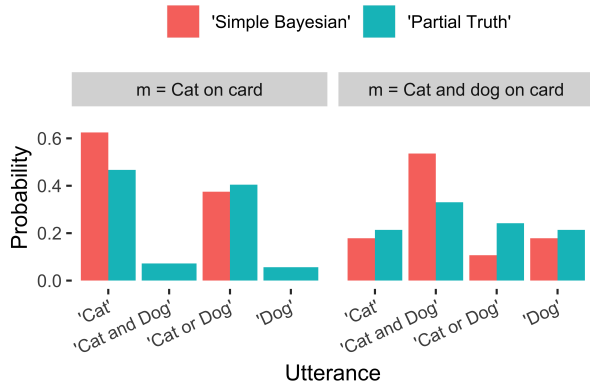 'Simple Bayesian' 'Partial Truth'
m = Cat on card
m = Cat and dog on card
Probability
0.6
0.4
0.2
0.0
'Cat'
'Cat and Dog'
'Cat or Dog'
'Dog'
'Cat'
'Cat and Dog'
'Cat or Dog'
'Dog'
Utterance